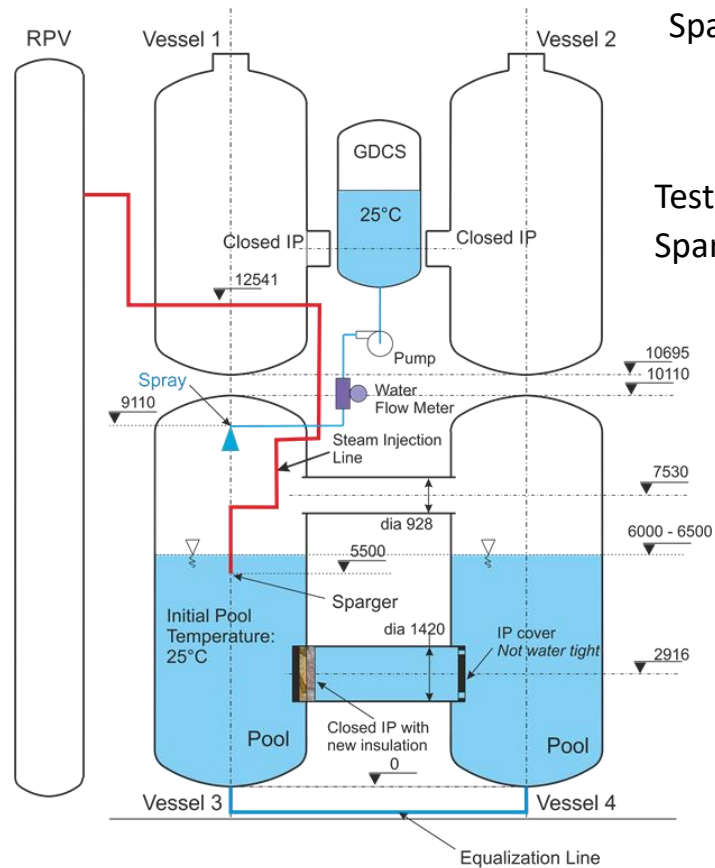 Spa
RPV
Vessel 1
Vessel 2
GDCS
25°C
Test
Spar
Closed IP
Closed IP
12541
Pump
10695
10110
Spray
9110
Water
Flow Meter
Steam Injection
Line
7530
dia 928
6000 - 6500
5500
Sparger
Initial Pool
Temperature:
25°C
dia 1420
IP cover
Not water tight
2916
Closed IP with
new insulation
Pool
Pool
0
Vessel 3
Vessel 4
Equalization Line